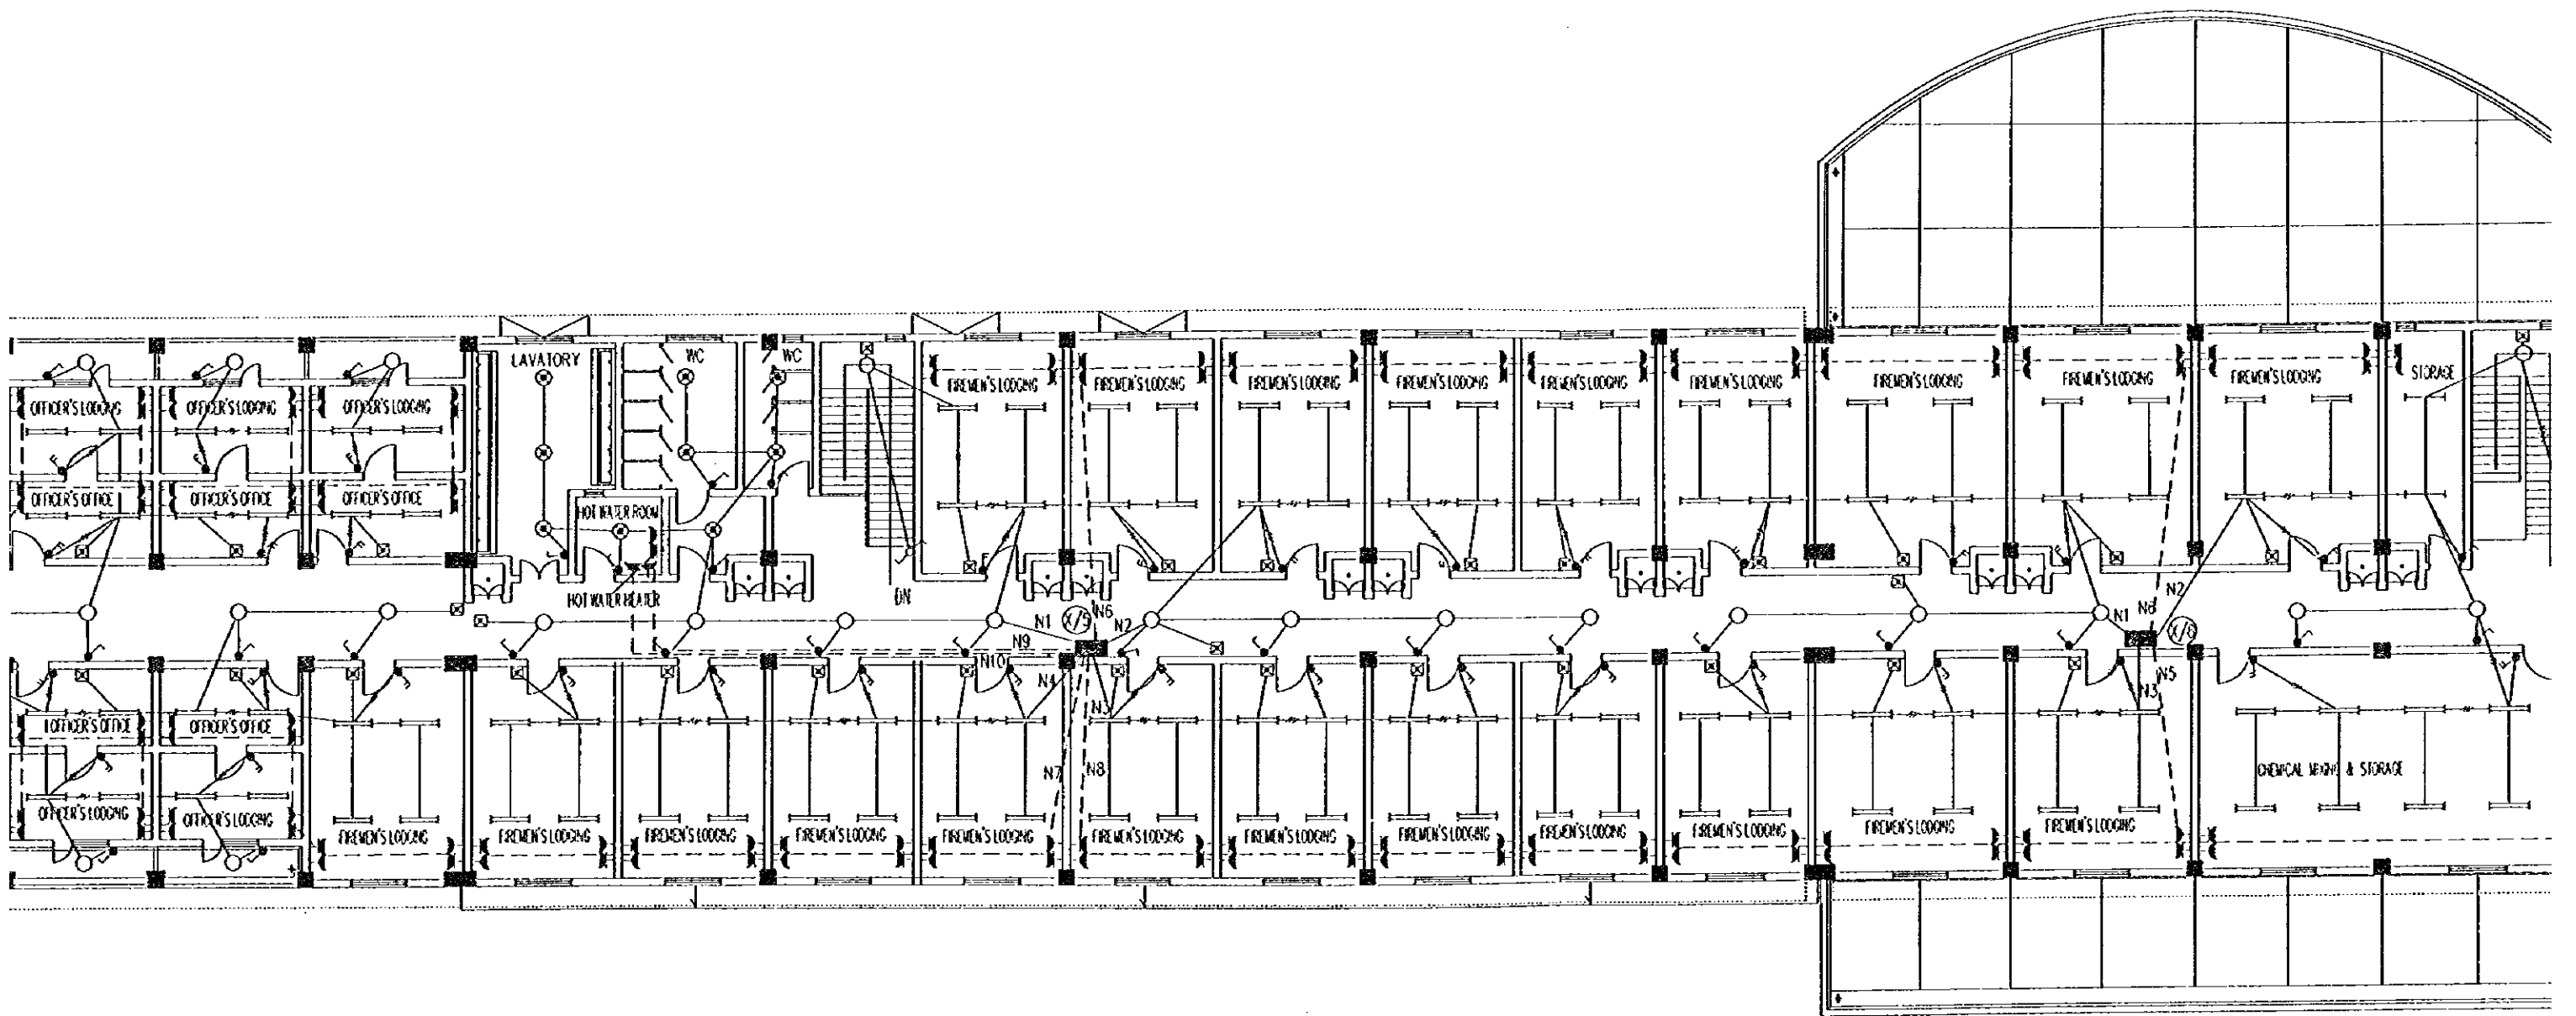 LAVATORY
WC
WC
FIREMEN'S LODGING
FIREMEN'S LODGING
FIREMEN'S LODGING
FIREMEN'S LODGING
FIREMEN'S LODGING
FIREMEN'S LODGING
FIREMEN'S LODGING
FIREMEN'S LODGING
FIREMEN'S LODGING
STORAGE
OFFICER'S LODGING
OFFICER'S LODGING
OFFICER'S LODGING
OFFICER'S OFFICE
OFFICER'S OFFICE
OFFICER'S OFFICE
HOT WATER ROOM
HOT WATER HEATER
DN
N1
X/9
N6
N2
N9
N10
N4
N3
N7
N8
N1
N6
N2
X/8
N5
N3
OFFICER'S OFFICE
OFFICER'S OFFICE
CHEMICAL MIXING & STORAGE
OFFICER'S LODGING
OFFICER'S LODGING
FIREMEN'S LODGING
FIREMEN'S LODGING
FIREMEN'S LODGING
FIREMEN'S LODGING
FIREMEN'S LODGING
FIREMEN'S LODGING
FIREMEN'S LODGING
FIREMEN'S LODGING
FIREMEN'S LODGING
FIREMEN'S LODGING
FIREMEN'S LODGING
FIREMEN'S LODGING